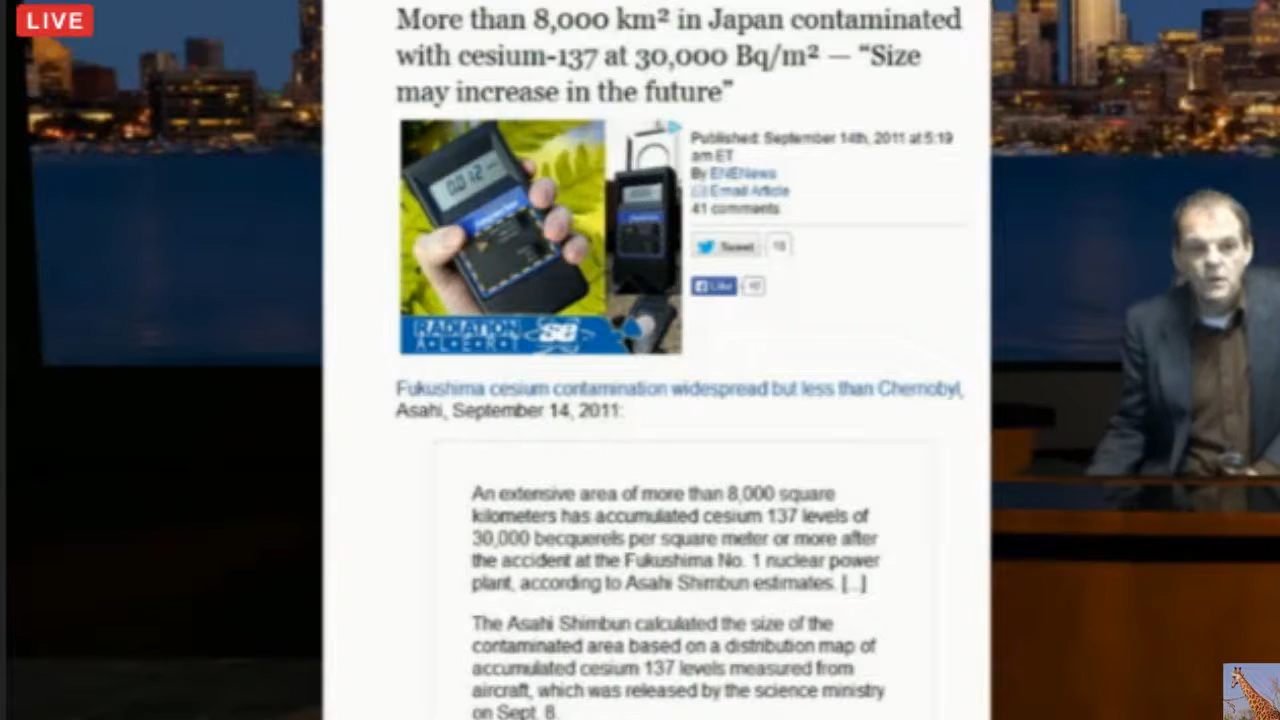 LIVE
More than 8,000 km² in Japan contaminated
with cesium-137 at 30,000 Bq/m² — “Size
may increase in the future”
Published: September 14th, 2011 at 5:19
am ET
By ENENews
Email Article
41 comments
Tweet
Like
0.012
RADIATION
ALERT
Fukushima cesium contamination widespread but less than Chernobyl,
Asahi, September 14, 2011:
An extensive area of more than 8,000 square
kilometers has accumulated cesium 137 levels of
30,000 becquerels per square meter or more after
the accident at the Fukushima No. 1 nuclear power
plant, according to Asahi Shimbun estimates. [...]
The Asahi Shimbun calculated the size of the
contaminated area based on a distribution map of
accumulated cesium 137 levels measured from
aircraft, which was released by the science ministry
on Sept. 8.